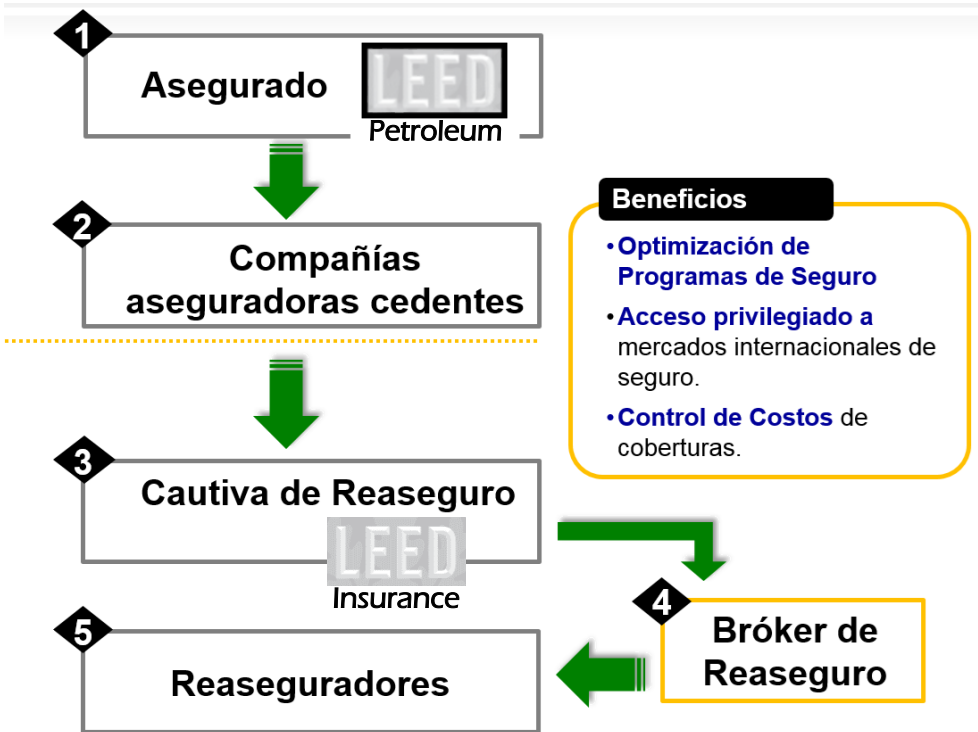 1
Asegurado
LEED
Petroleum
2
Compañías
aseguradoras cedentes
Beneficios
•Optimización de
Programas de Seguro
•Acceso privilegiado a
mercados internacionales de
seguro.
•Control de Costos de
coberturas.
3
Cautiva de Reaseguro
LEED
Insurance
4
Bróker de
Reaseguro
5
Reaseguradores